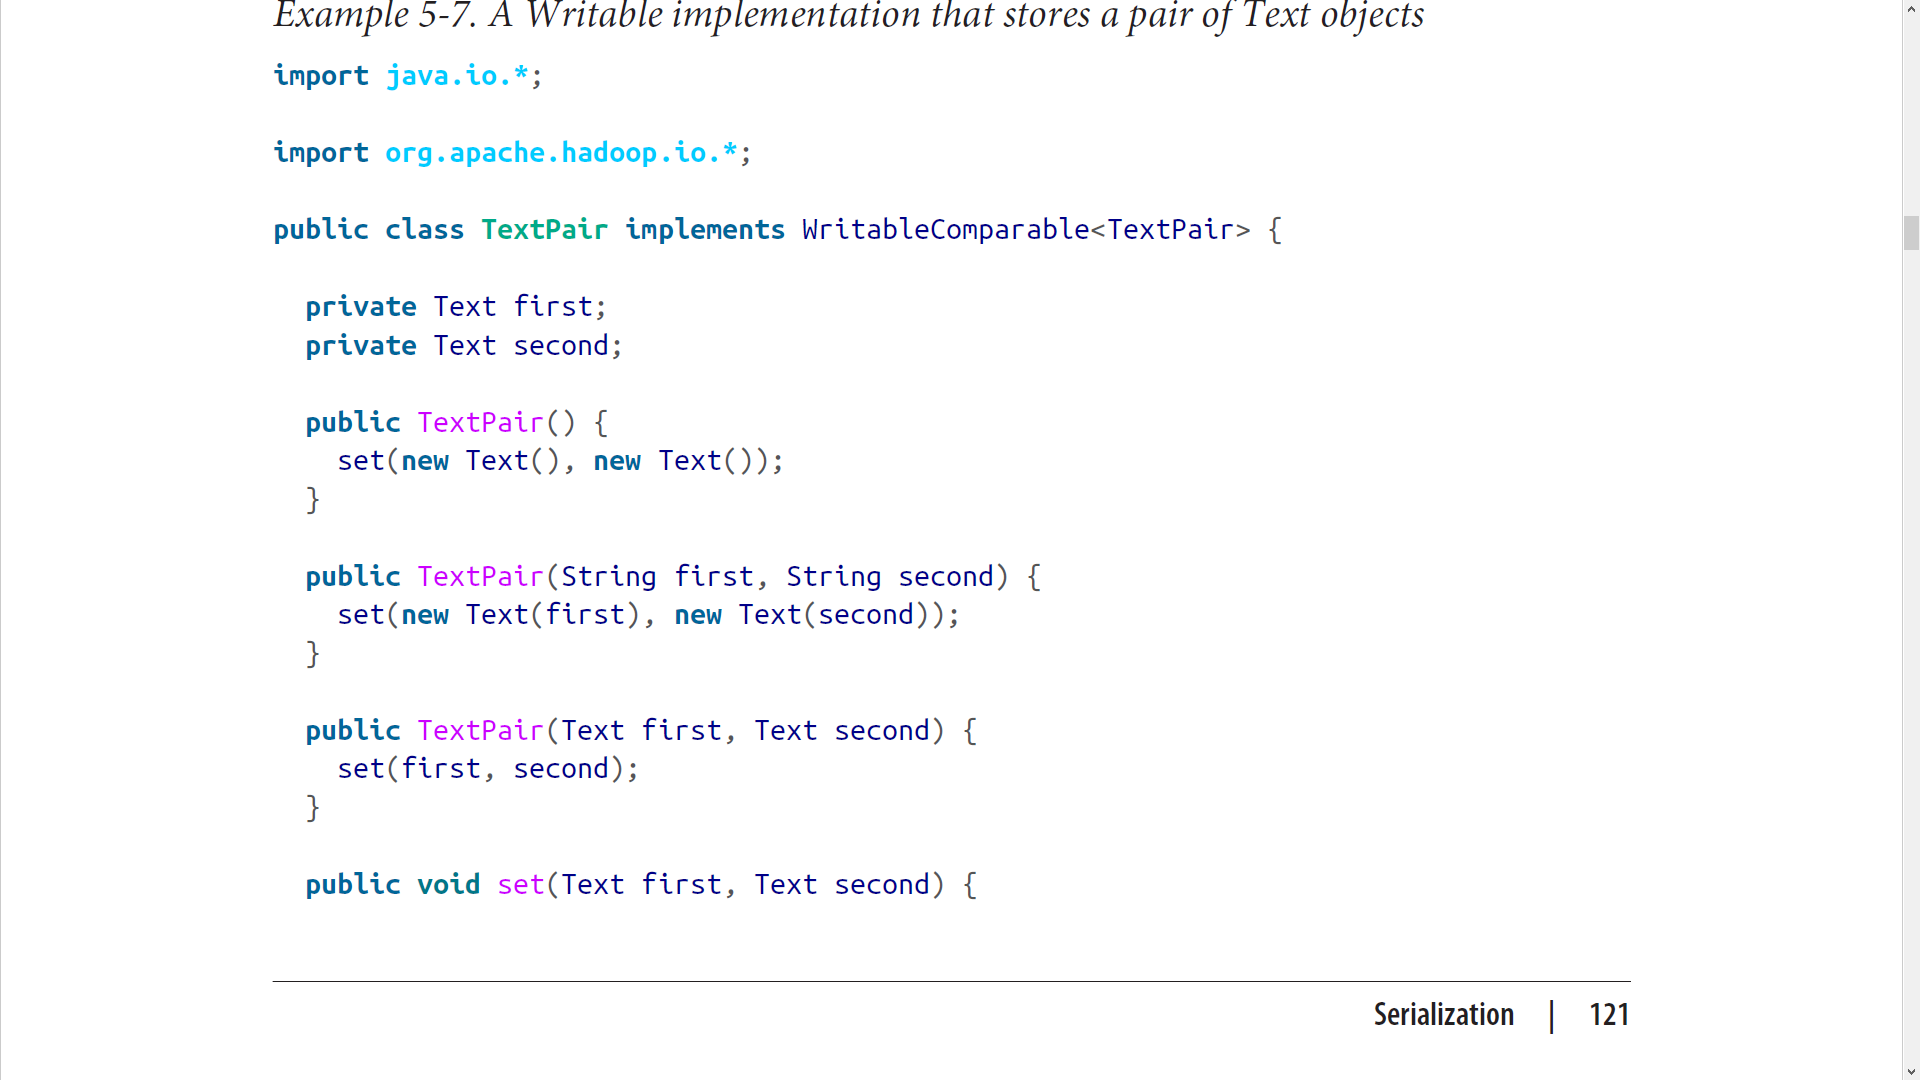 Example 5-7. A Writable implementation that stores a pair of Text objects
import java.io.*;
import org.apache.hadoop.io.*;
public class TextPair implements WritableComparable<TextPair> {
  private Text first;
  private Text second;
  public TextPair() {
    set(new Text(), new Text());
  }
  public TextPair(String first, String second) {
    set(new Text(first), new Text(second));
  }
  public TextPair(Text first, Text second) {
    set(first, second);
  }
  public void set(Text first, Text second) {
Serialization | 121